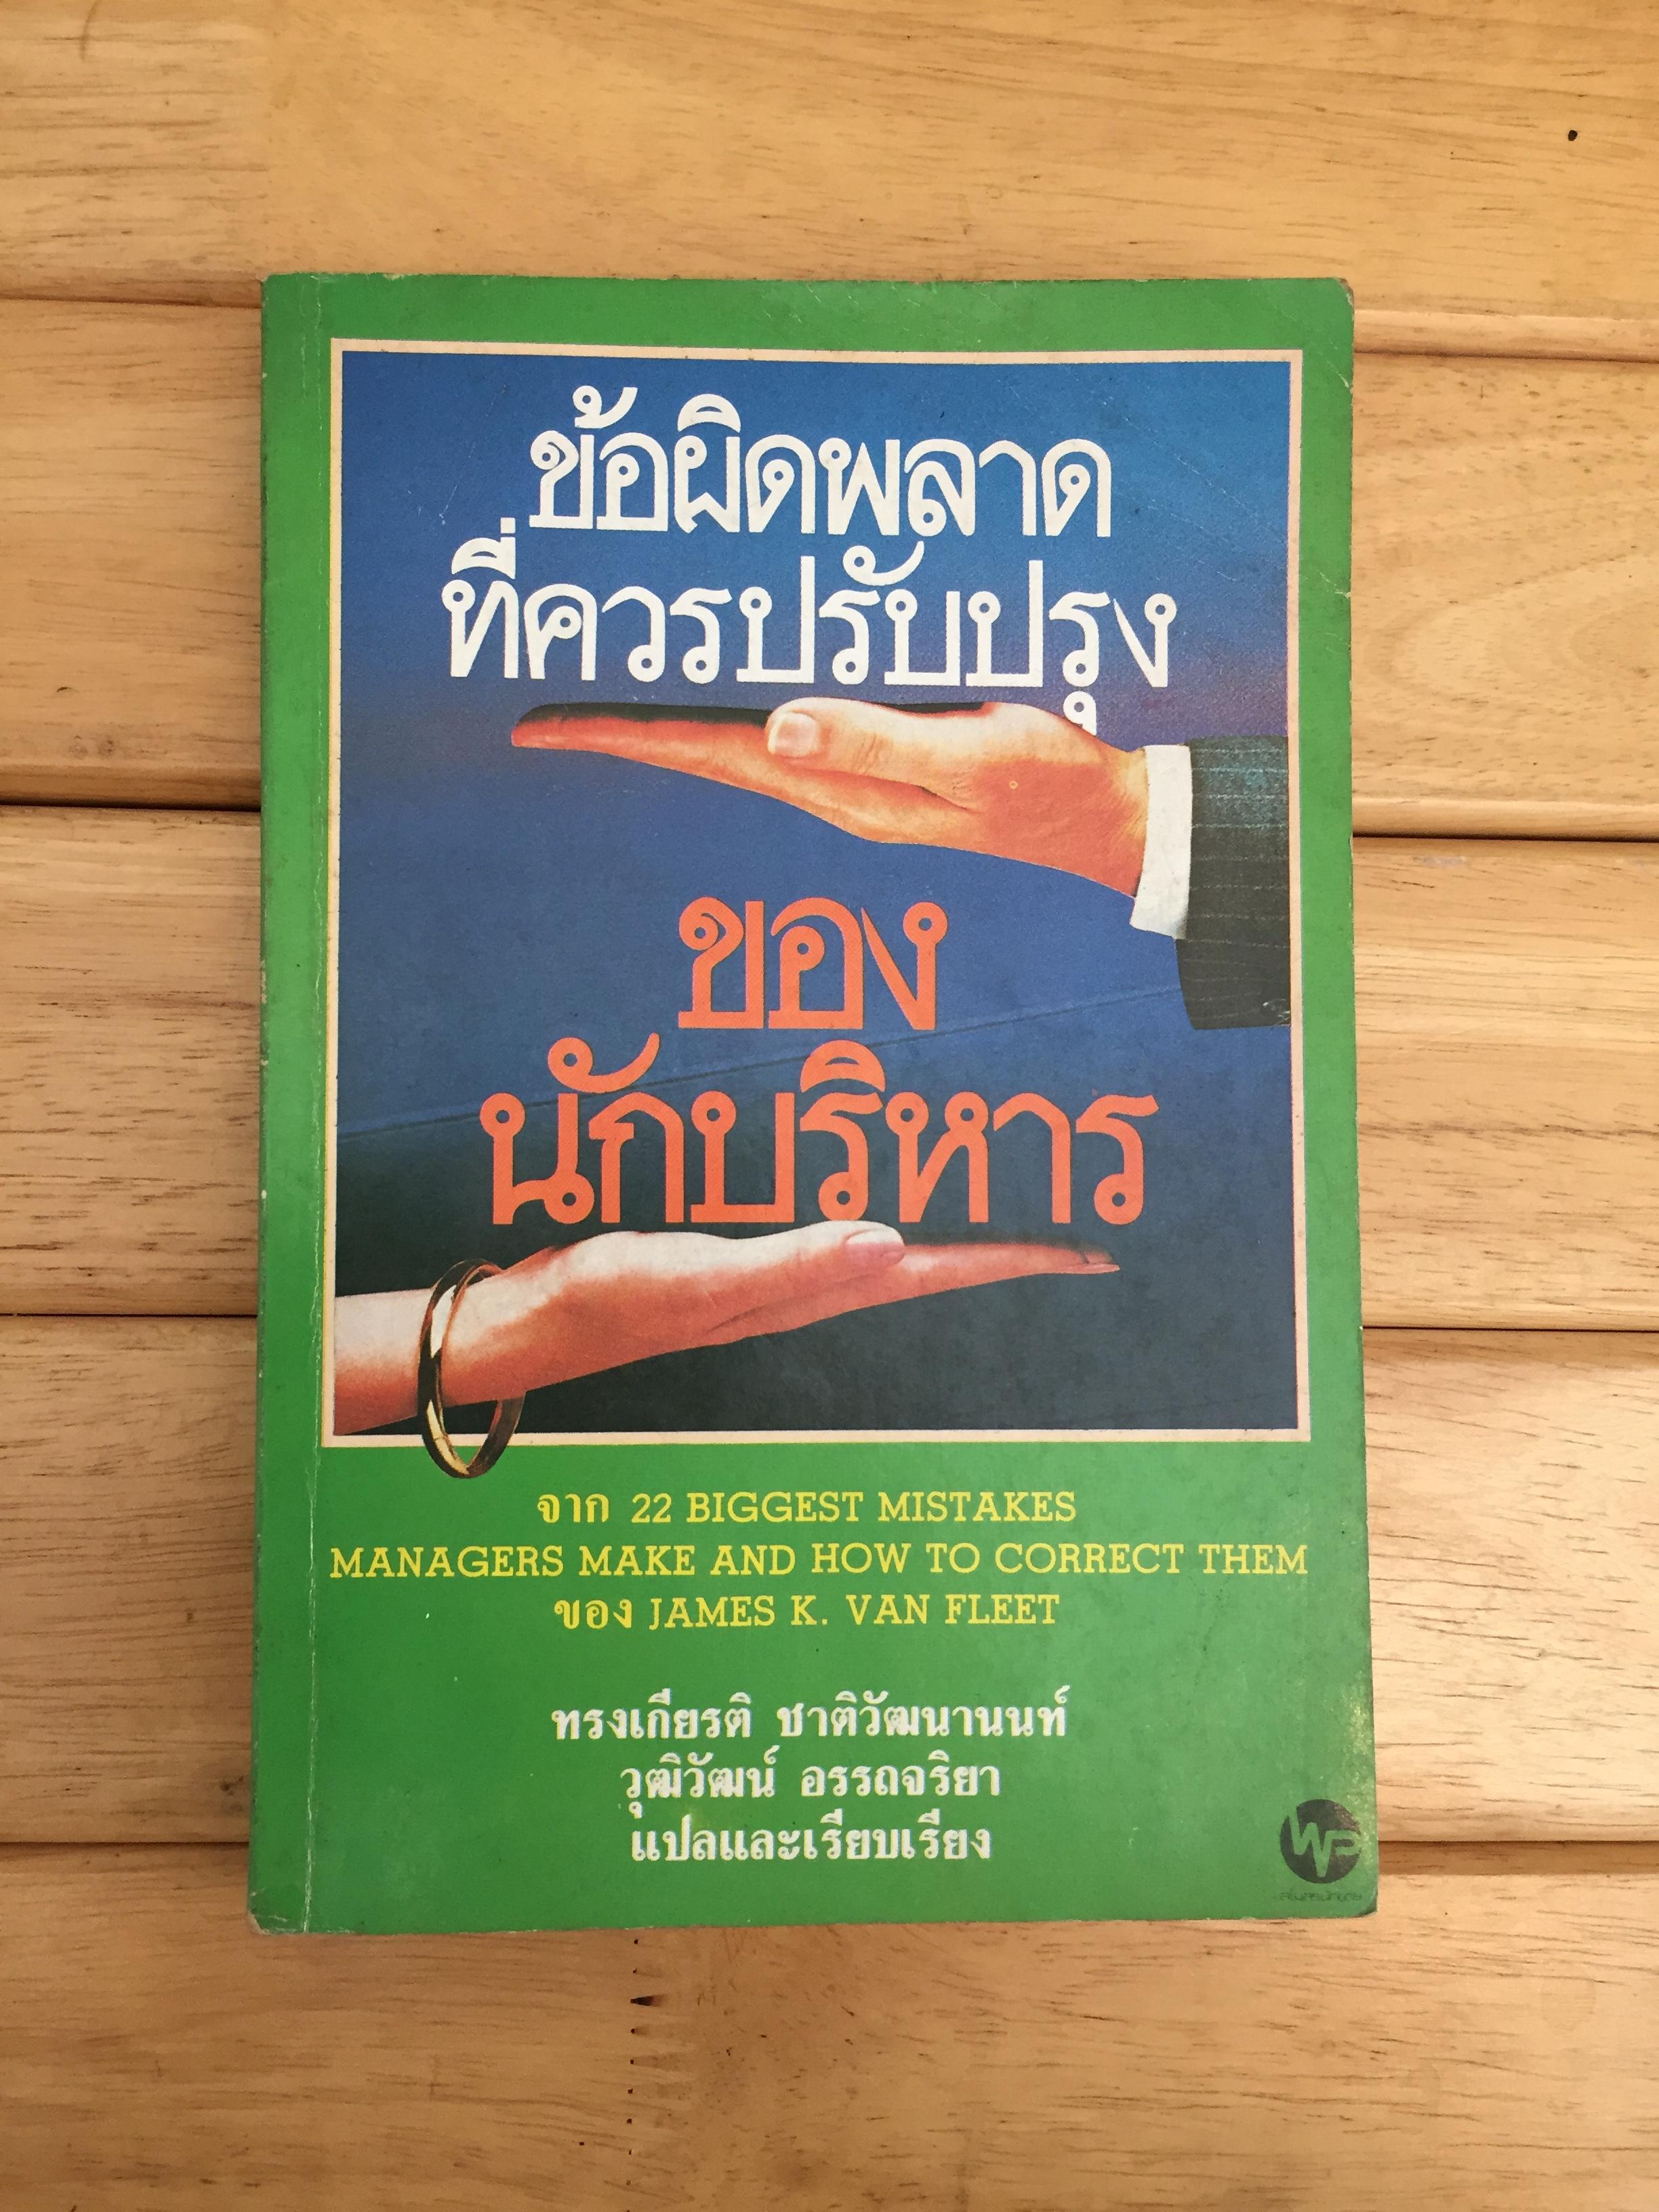 ข้อผิดพลาด
ที่ควรปรับปรุง
ของ
นักบริหาร
จาก 22 BIGGEST MISTAKES
MANAGERS MAKE AND HOW TO CORRECT THEM
ของ JAMES K. VAN FLEET
ทรงเกียรติ ชาติวัฒนานนท์
วุฒิวัฒน์ อรรถจริยา
แปลและเรียบเรียง